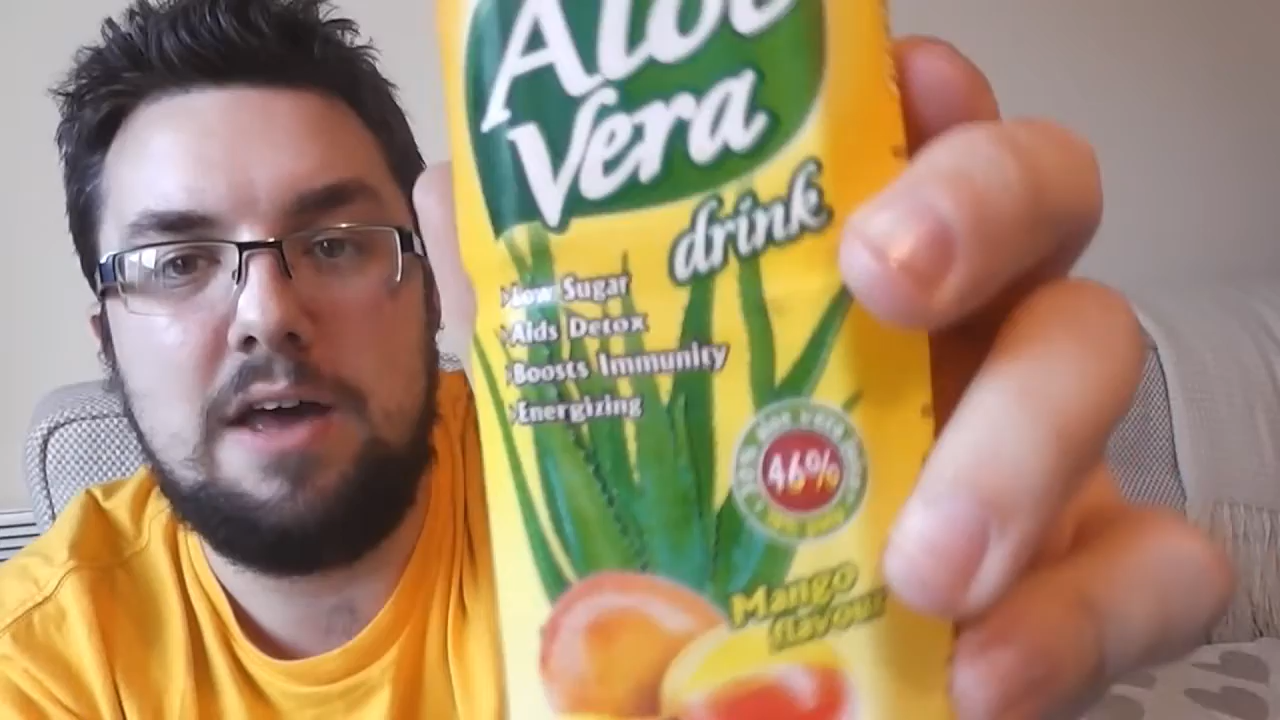 Aloe
Vera
drink
Low Sugar
Aids Detox
Boosts Immunity
Energizing
46%
Mango
flavour